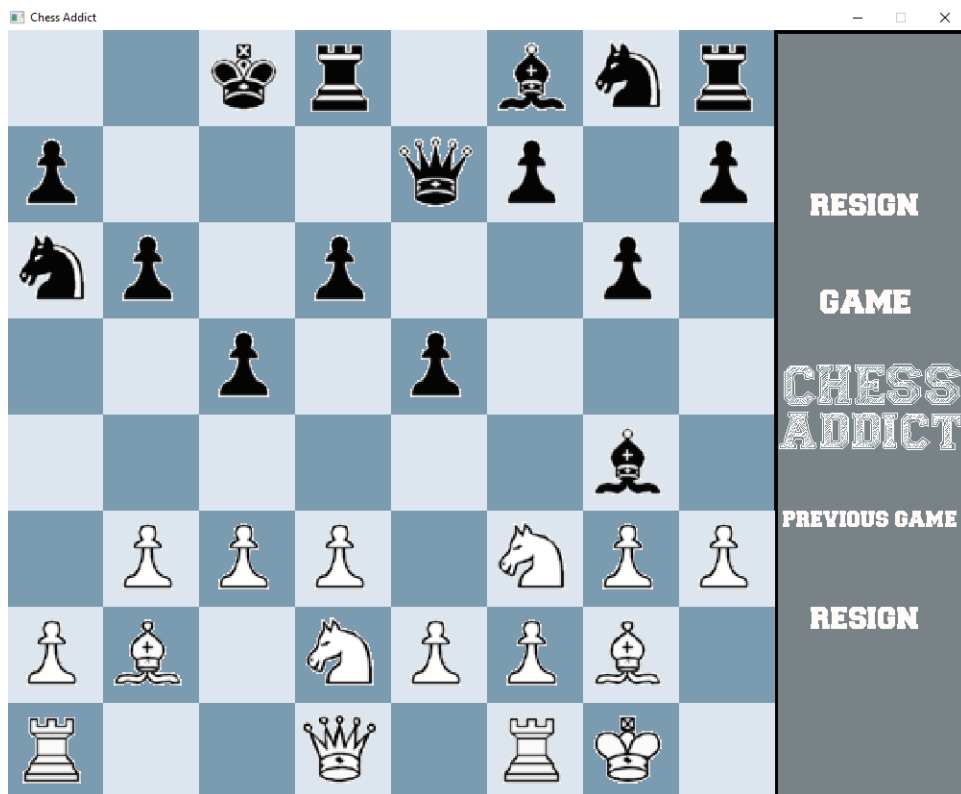 Chess Addict
RESIGN
GAME
CHESS
ADDICT
PREVIOUS GAME
RESIGN